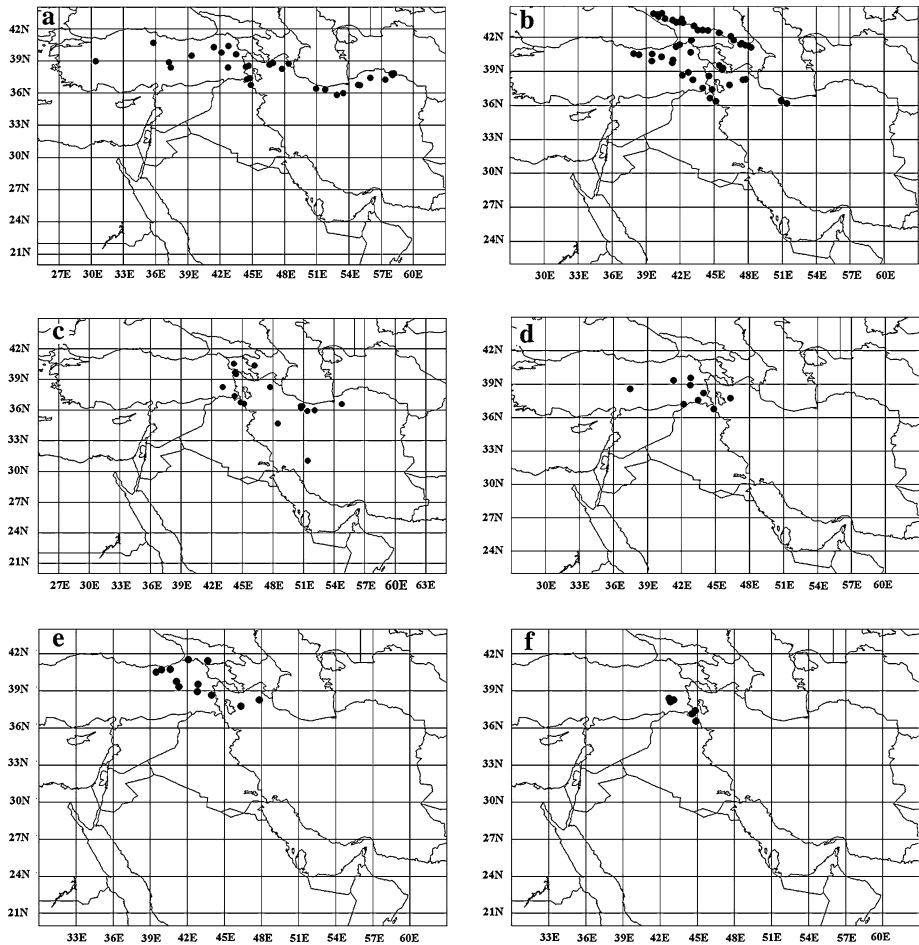 a
42N
39N
36N
33N
30N
27N
24N
21N
27E 30E 33E 36E 39E 42E 45E 48E 51E 54E 57E 60E
b
42N
39N
36N
33N
30N
27N
24N
30E 33E 36E 39E 42E 45E 48E 51E 54E 57E 60E
c
42N
39N
36N
33N
30N
27N
24N
21N
27E 30E 33E 36E 39E 42E 45E 48E 51E 54E 57E 60E 63E
d
42N
39N
36N
33N
30N
27N
24N
30E 33E 36E 39E 42E 45E 48E 51E 54E 57E 60E
e
42N
39N
36N
33N
30N
27N
24N
21N
33E 36E 39E 42E 45E 48E 51E 54E 57E 60E
f
42N
39N
36N
33N
30N
27N
24N
21N
33E 36E 39E 42E 45E 48E 51E 54E 57E 60E